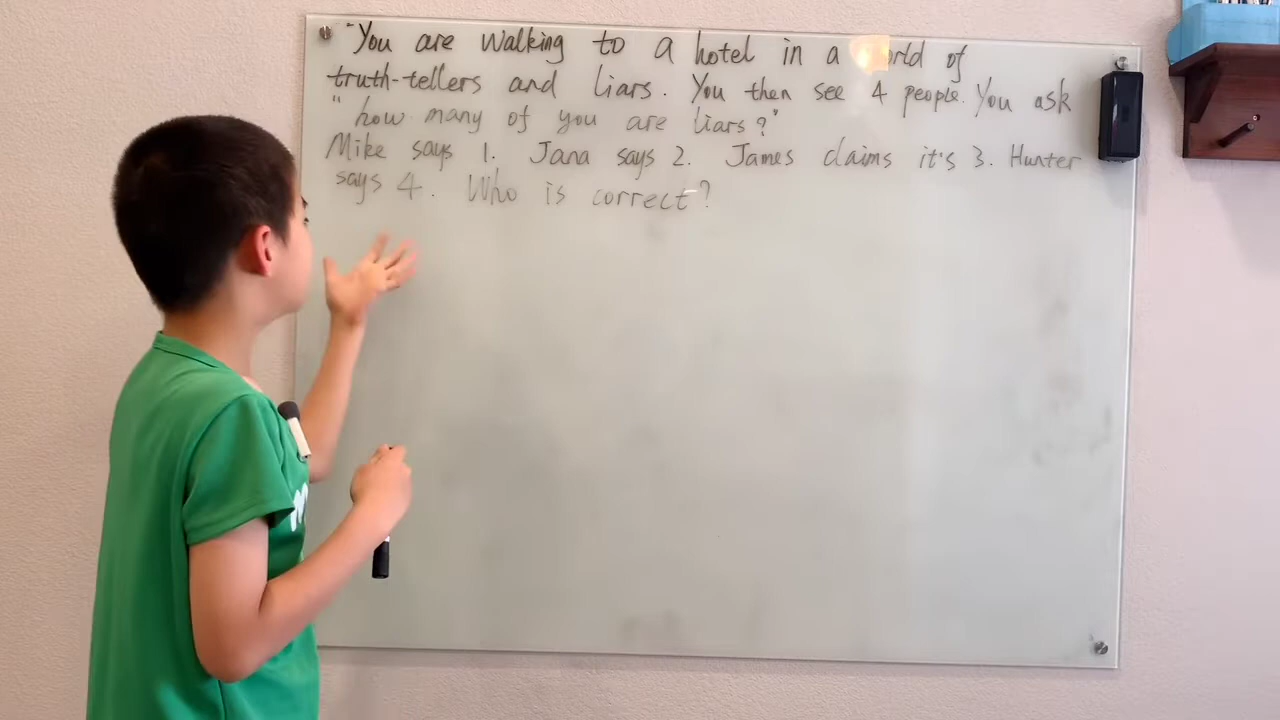 "You are walking to a hotel in a world of
truth-tellers and liars. You then see 4 people. You ask
"how many of you are liars?"
Mike says 1. Jana says 2. James claims it's 3. Hunter
says 4. Who is correct?